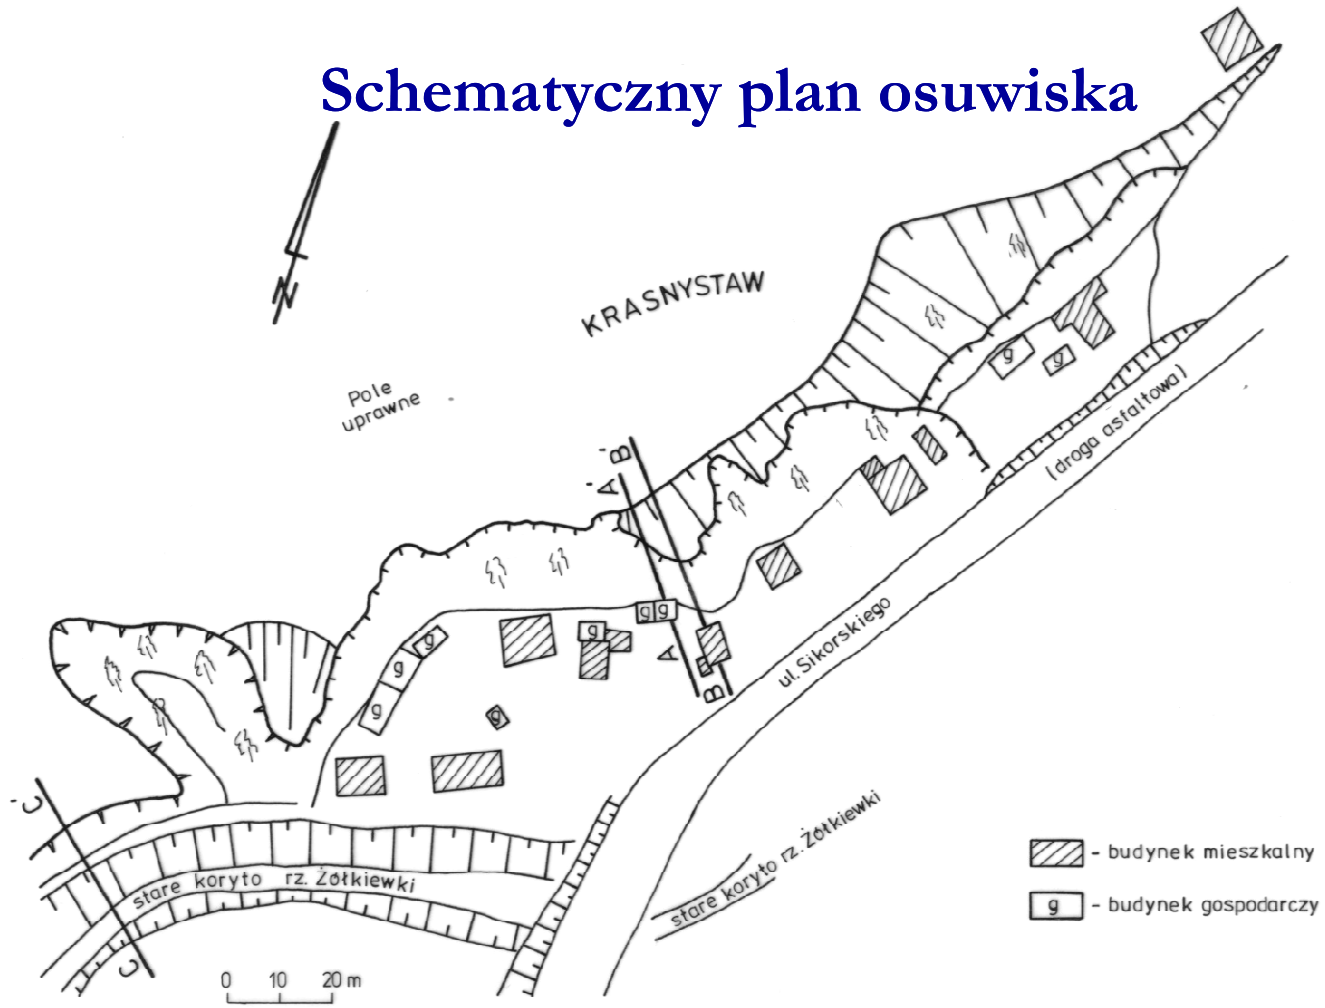 Schematyczny plan osuwiska
N
KRASNYSTAW
Pole
uprawne
B'
A'
g
g
(droga asfaltowa)
g g
g
g
g
g
g
A
B
ul. Sikorskiego
C'
stare koryto rz. Żółkiewki
stare koryto rz. Żółkiewki
C
0 10 20 m
- budynek mieszkalny
g - budynek gospodarczy